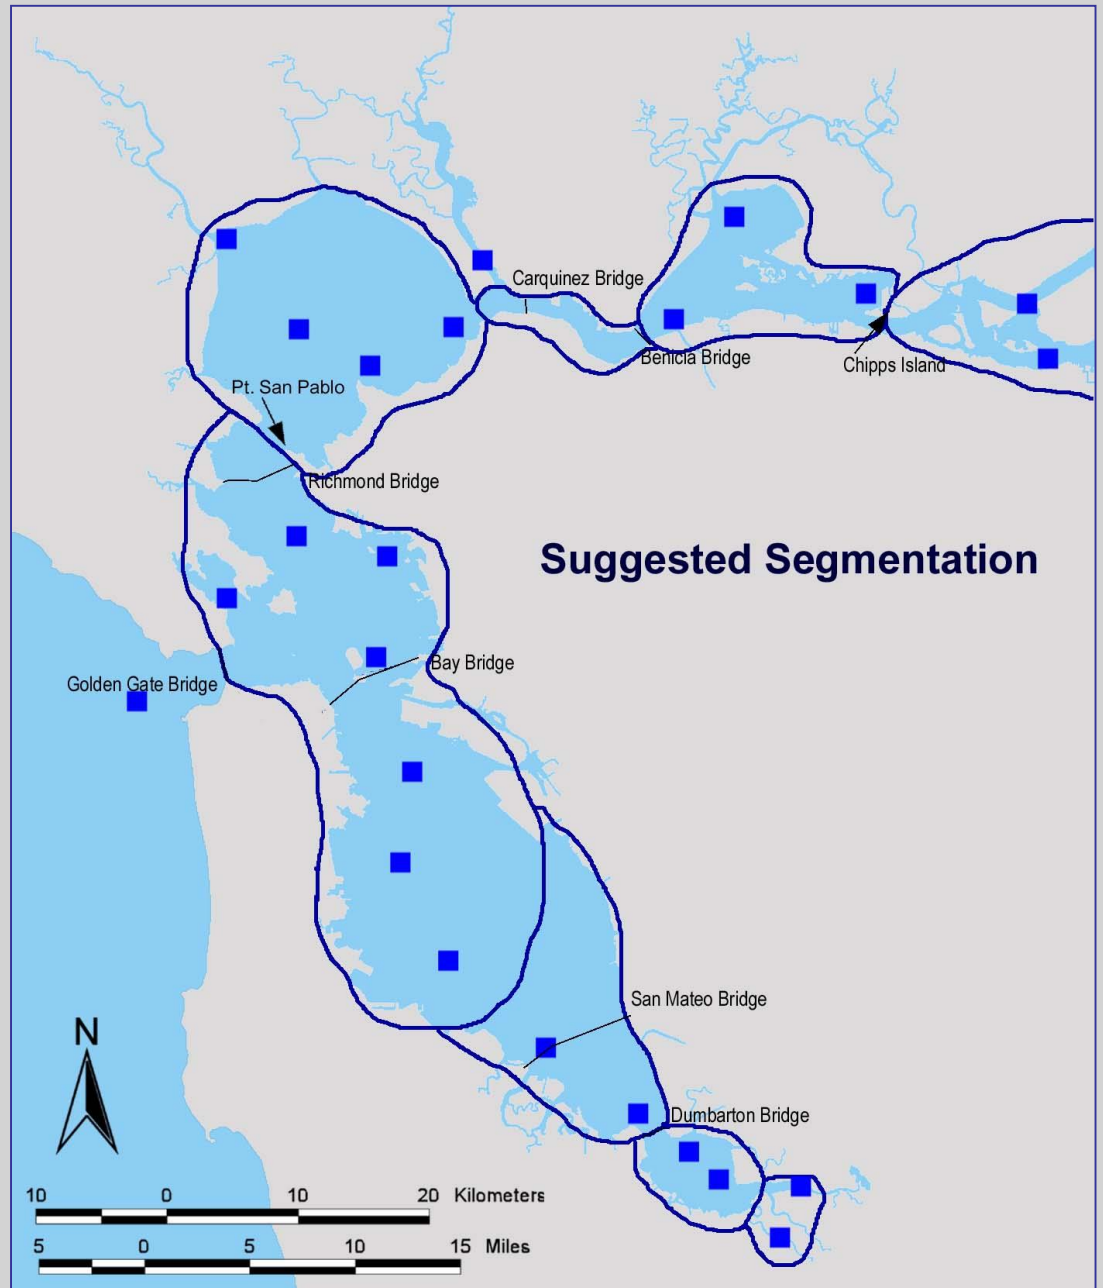 Carquinez Bridge
Benicia Bridge
Chipps Island
Pt. San Pablo
Richmond Bridge
Suggested Segmentation
Bay Bridge
Golden Gate Bridge
San Mateo Bridge
N
Dumbarton Bridge
10 0 10 20 Kilometers
5 0 5 10 15 Miles